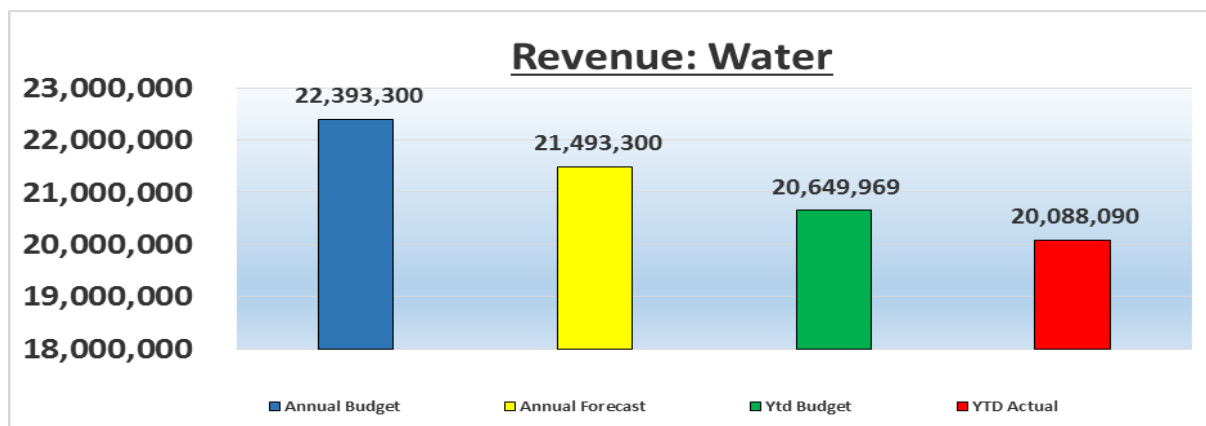 Revenue: Water
23,000,000
22,000,000
21,000,000
20,000,000
19,000,000
18,000,000
22,393,300
21,493,300
20,649,969
20,088,090
Annual Budget
Annual Forecast
Ytd Budget
YTD Actual